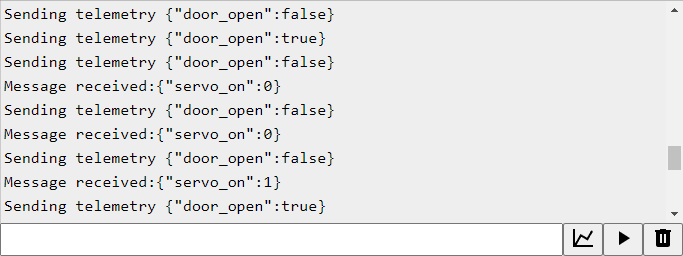 Sending telemetry {"door_open":false}
Sending telemetry {"door_open":true}
Sending telemetry {"door_open":false}
Message received:{"servo_on":0}
Sending telemetry {"door_open":false}
Message received:{"servo_on":0}
Sending telemetry {"door_open":false}
Message received:{"servo_on":1}
Sending telemetry {"door_open":true}